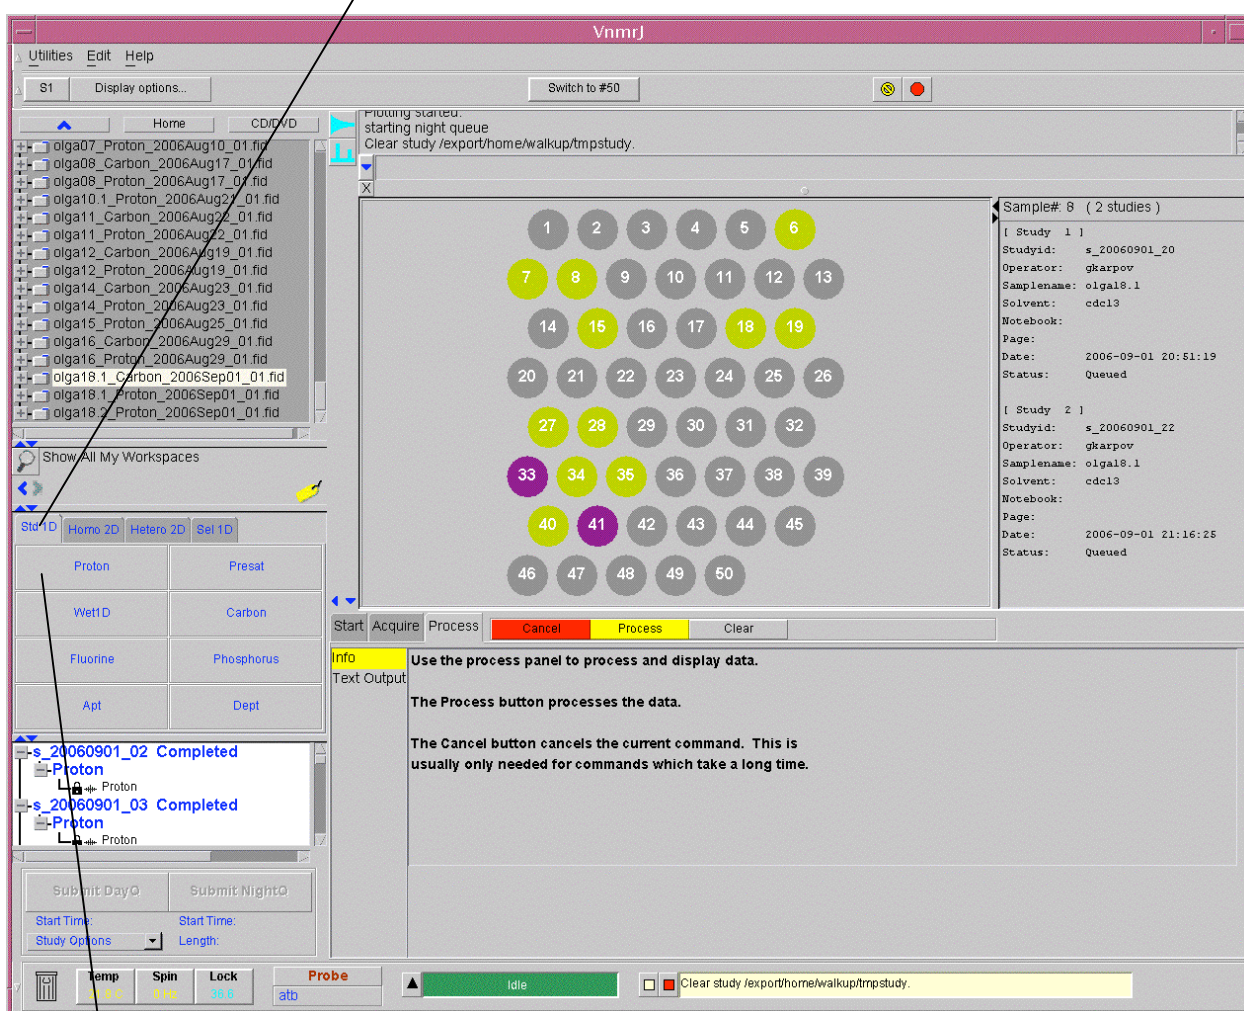 VnmrJ
Utilities Edit Help
S1 Display options... Switch to #50
Home CD/DVD
Plotting started.
starting night queue
Clear study /export/home/walkup/tmpstudy.
X
olga07_Proton_2006Aug10_01.fid
olga08_Carbon_2006Aug17_01.fid
olga08_Proton_2006Aug17_01.fid
olga10.1_Proton_2006Aug21_01.fid
olga11_Carbon_2006Aug22_01.fid
olga11_Proton_2006Aug22_01.fid
olga12_Carbon_2006Aug19_01.fid
olga12_Proton_2006Aug19_01.fid
olga14_Carbon_2006Aug23_01.fid
olga14_Proton_2006Aug23_01.fid
olga15_Proton_2006Aug25_01.fid
olga16_Carbon_2006Aug29_01.fid
olga16_Proton_2006Aug29_01.fid
olga18.1_Carbon_2006Sep01_01.fid
olga18.1_Proton_2006Sep01_01.fid
olga18.2_Proton_2006Sep01_01.fid
Show All My Workspaces
Std 1D Homo 2D Hetero 2D Sel 1D
Proton Presat
Wet1D Carbon
Fluorine Phosphorus
Apt Dept
s_20060901_02 Completed
Proton
Proton
s_20060901_03 Completed
Proton
Proton
Submit DayQ Submit NightQ
Start Time: Start Time:
Study Options Length:
1 2 3 4 5 6
7 8 9 10 11 12 13
14 15 16 17 18 19
20 21 22 23 24 25 26
27 28 29 30 31 32
33 34 35 36 37 38 39
40 41 42 43 44 45
46 47 48 49 50
Sample#: 8 ( 2 studies )
[ Study 1 ]
Studyid: s_20060901_20
Operator: gkarpov
Samplename: olga18.1
Solvent: cdcl3
Notebook:
Page:
Date: 2006-09-01 20:51:19
Status: Queued
[ Study 2 ]
Studyid: s_20060901_22
Operator: gkarpov
Samplename: olga18.1
Solvent: cdcl3
Notebook:
Page:
Date: 2006-09-01 21:16:25
Status: Queued
Start Acquire Process Cancel Process Clear
Info
Text Output
Use the process panel to process and display data.
The Process button processes the data.
The Cancel button cancels the current command. This is
usually only needed for commands which take a long time.
Temp Spin Lock Probe
0 Hz 36.6 atb
Idle
Clear study /export/home/walkup/tmpstudy.